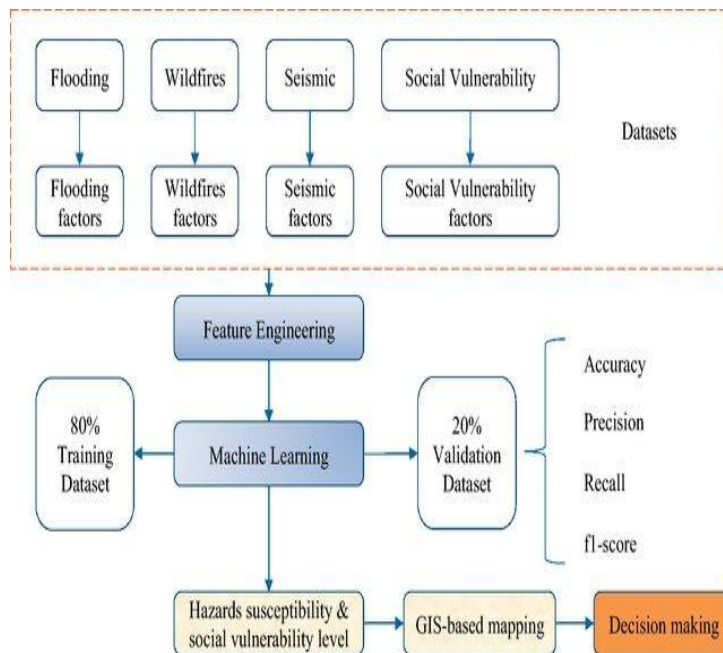 Flooding
Wildfires
Seismic
Social Vulnerability
Datasets
Flooding
factors
Wildfires
factors
Seismic
factors
Social Vulnerability
factors
Feature Engineering
80%
Training
Dataset
Machine Learning
20%
Validation
Dataset
Accuracy
Precision
Recall
f1-score
Hazards susceptibility &
social vulnerability level
GIS-based mapping
Decision making